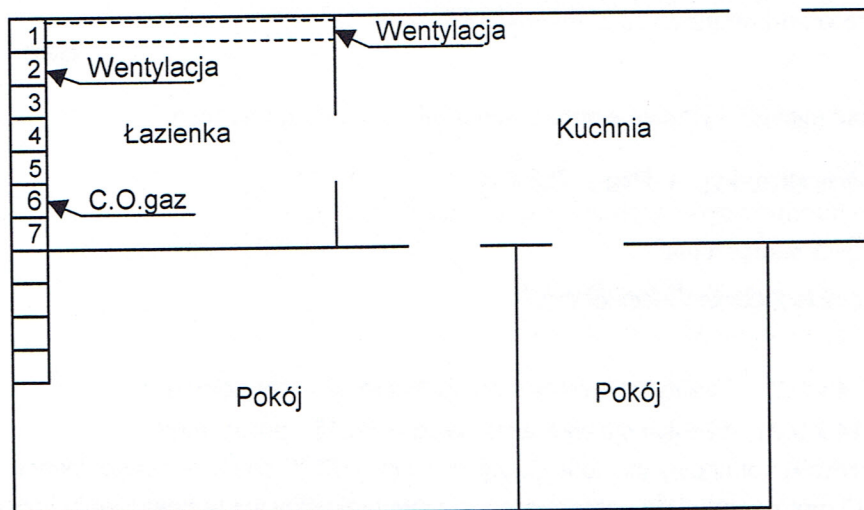 1
Wentylacja
2
Wentylacja
3
4
Łazienka
Kuchnia
5
6
C.O.gaz
7
Pokój
Pokój